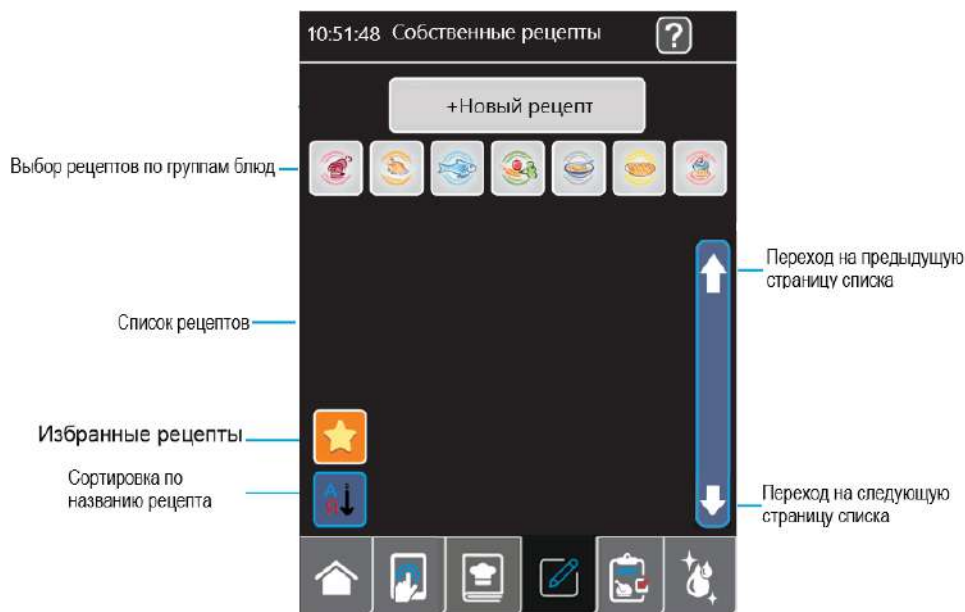 10:51:48 Собственные рецепты ?
+Новый рецепт
Выбор рецептов по группам блюд
Переход на предыдущую
страницу списка
Список рецептов
Избранные рецепты
Сортировка по
названию рецепта
А
Я
Переход на следующую
страницу списка